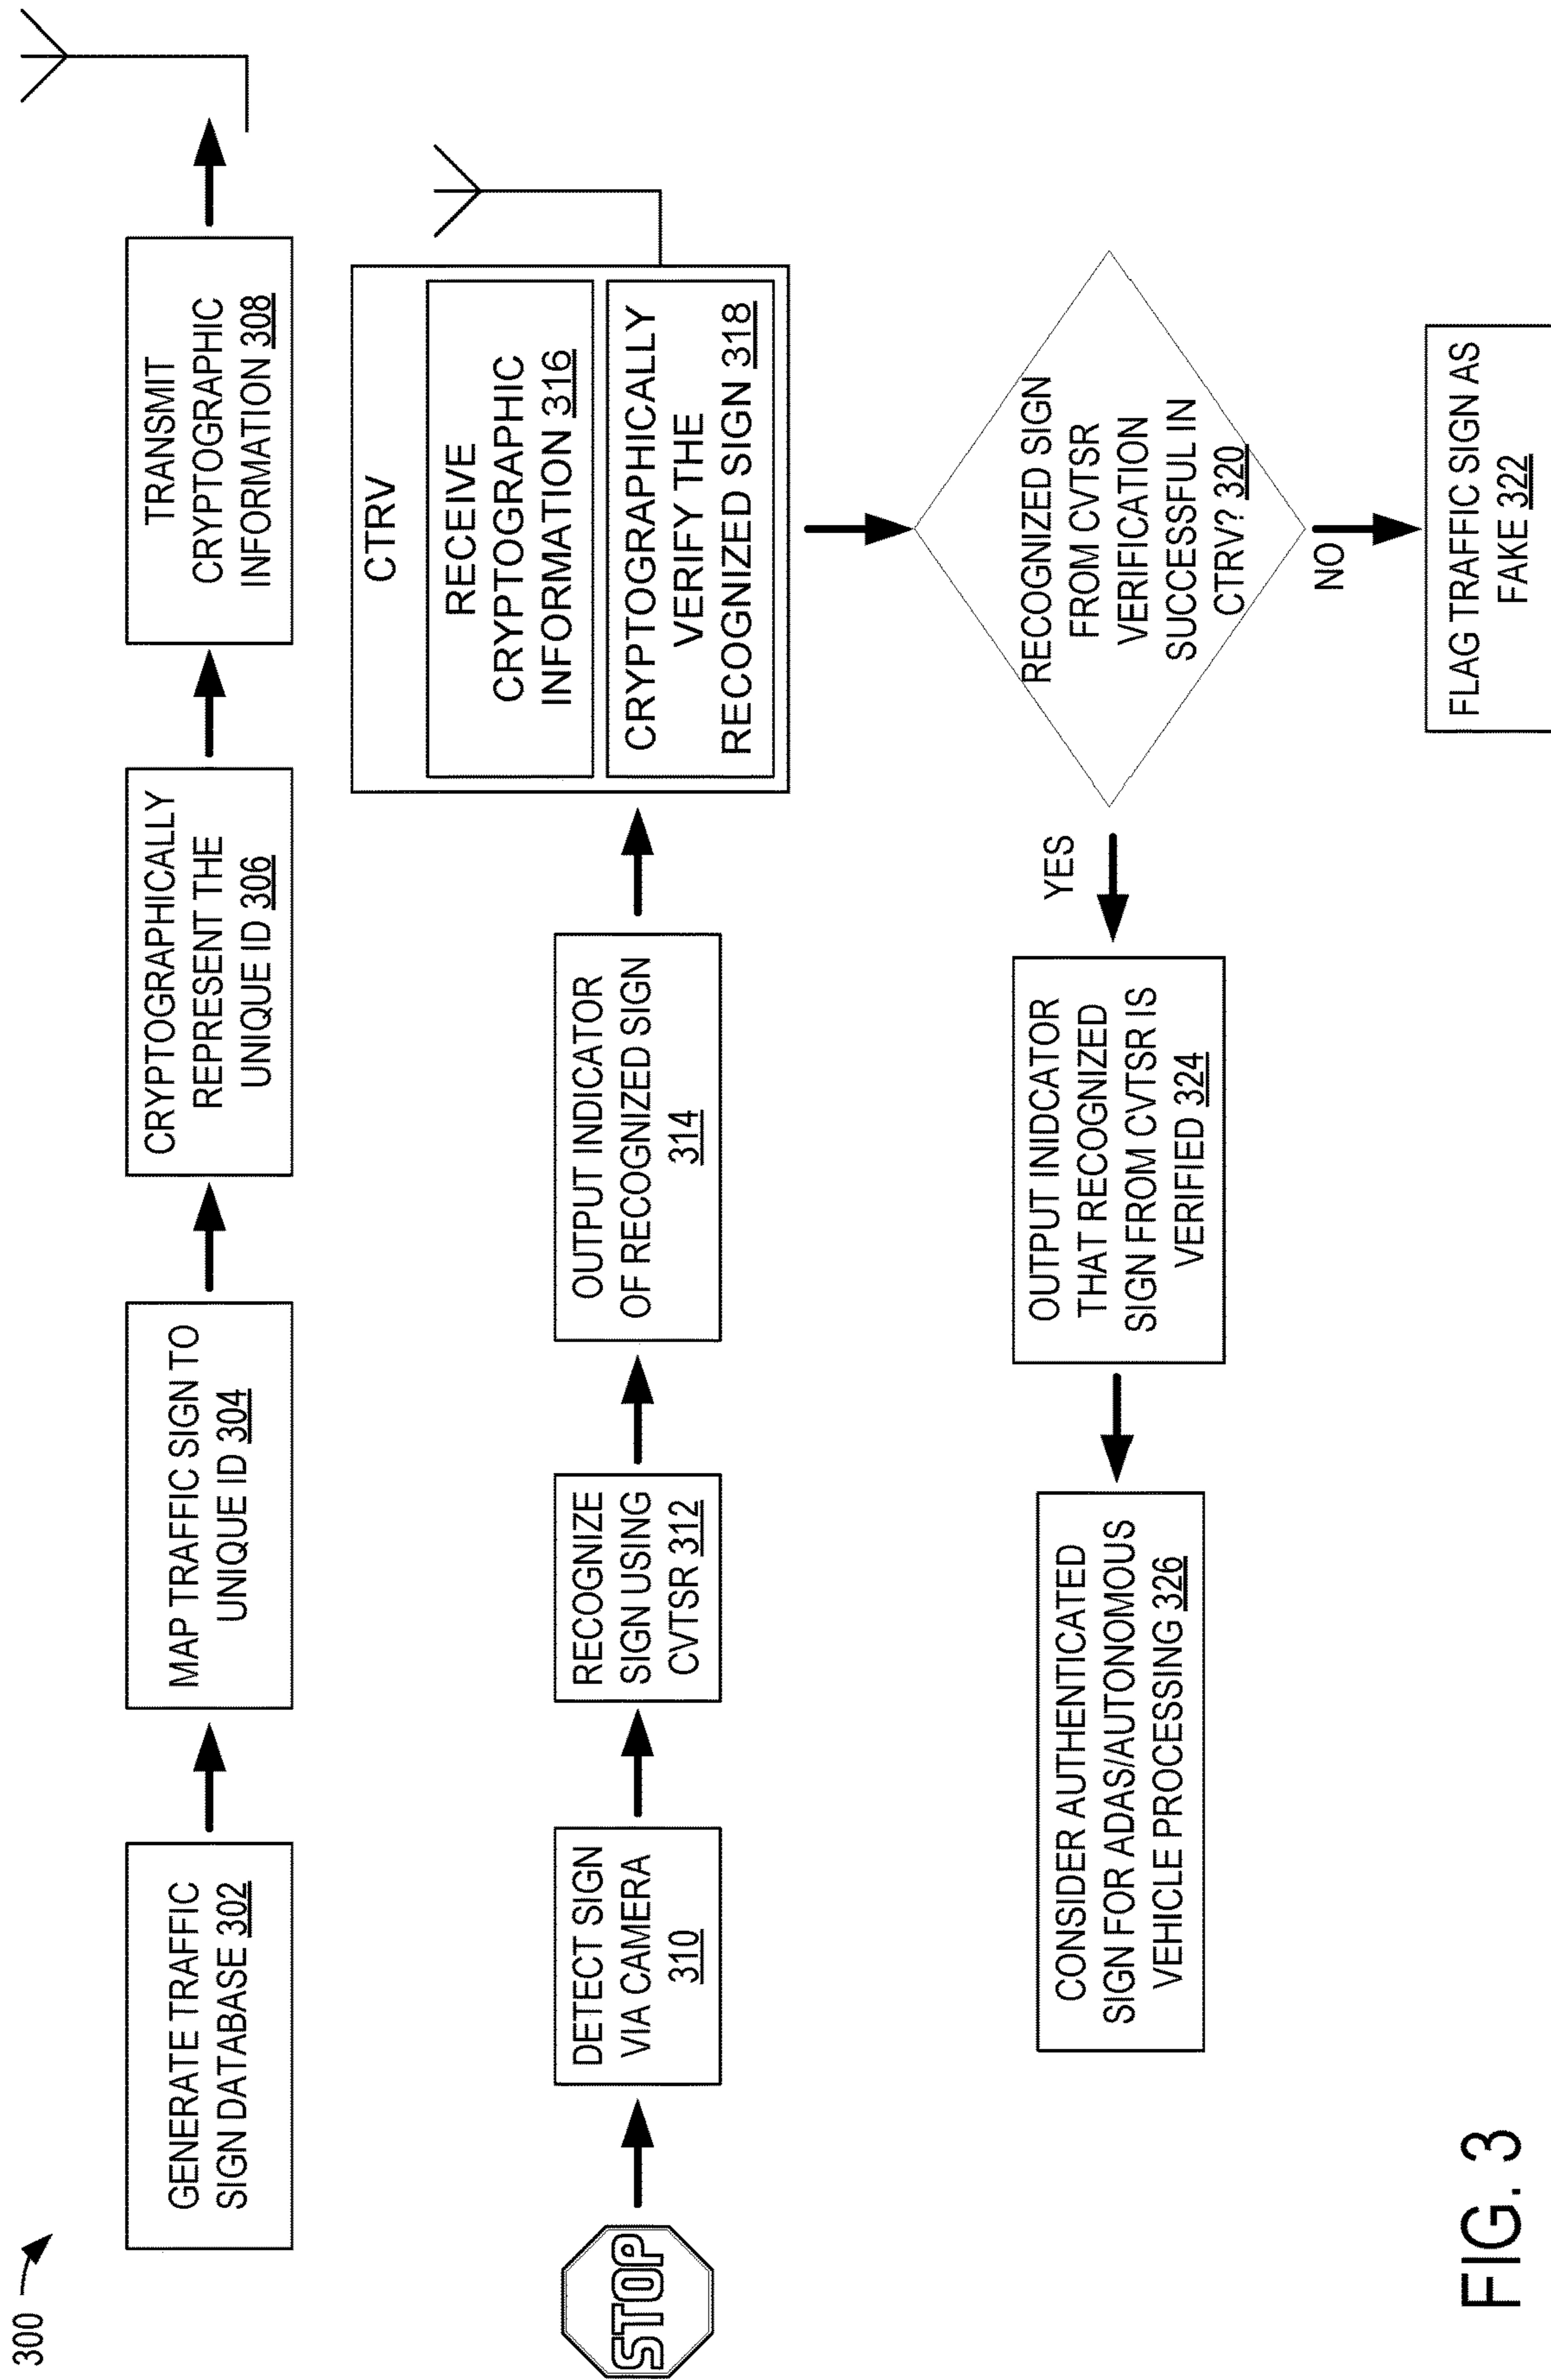 300
GENERATE TRAFFIC
SIGN DATABASE 302
MAP TRAFFIC SIGN TO
UNIQUE ID 304
CRYPTOGRAPHICALLY
REPRESENT THE
UNIQUE ID 306
TRANSMIT
CRYPTOGRAPHIC
INFORMATION 308
STOP
DETECT SIGN
VIA CAMERA
310
RECOGNIZE
SIGN USING
CVTSR 312
OUTPUT INDICATOR
OF RECOGNIZED SIGN
314
CTRV
RECEIVE
CRYPTOGRAPHIC
INFORMATION 316
CRYPTOGRAPHICALLY
VERIFY THE
RECOGNIZED SIGN 318
RECOGNIZED SIGN
FROM CVTSR
VERIFICATION
SUCCESSFUL IN
CTRV? 320
YES
NO
OUTPUT INIDCATOR
THAT RECOGNIZED
SIGN FROM CVTSR IS
VERIFIED 324
CONSIDER AUTHENTICATED
SIGN FOR ADAS/AUTONOMOUS
VEHICLE PROCESSING 326
FLAG TRAFFIC SIGN AS
FAKE 322
FIG. 3